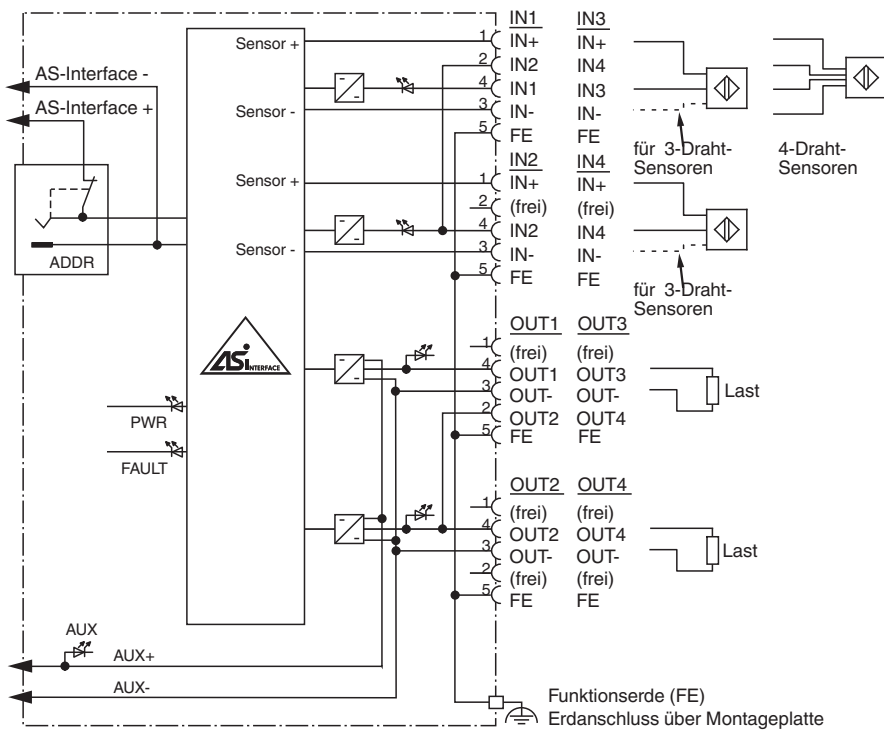 IN1 IN3
Sensor + 1 IN+ IN+
2 IN2 IN4
AS-Interface -
4 IN1 IN3
AS-Interface +
Sensor - 3 IN- IN-
5 FE FE
für 3-Draht-
Sensoren
4-Draht-
Sensoren
IN2 IN4
Sensor + 1 IN+ IN+
2 (frei) (frei)
4 IN2 IN4
Sensor - 3 IN- IN-
ADDR
5 FE FE
für 3-Draht-
Sensoren
OUT1 OUT3
1 (frei) (frei)
ASi INTERFACE
4 OUT1 OUT3
3 OUT- OUT-
Last
PWR
2 OUT2 OUT4
5 FE FE
FAULT
OUT2 OUT4
1 (frei) (frei)
4 OUT2 OUT4
3 OUT- OUT-
Last
2 (frei) (frei)
5 FE FE
AUX
AUX+
AUX-
Funktionserde (FE)
Erdanschluss über Montageplatte